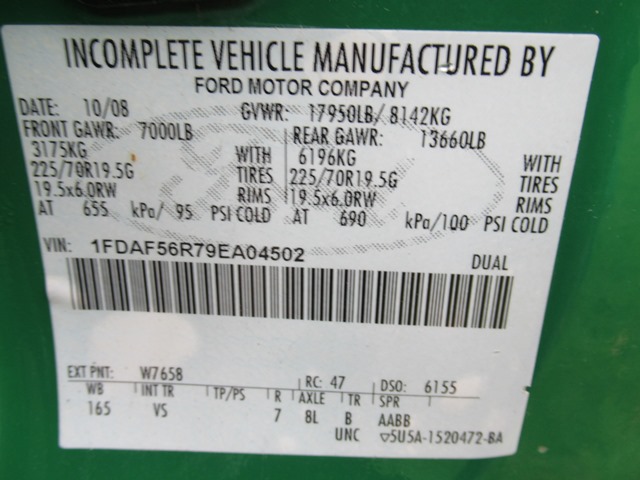 INCOMPLETE VEHICLE MANUFACTURED BY
FORD MOTOR COMPANY
DATE: 10/08 GVWR: 17950LB/ 8142KG
FRONT GAWR: 7000LB REAR GAWR: 13660LB
3175KG WITH 6196KG WITH
225/70R19.5G TIRES 225/70R19.5G TIRES
19.5x6.0RW RIMS 19.5x6.0RW RIMS
AT 655 kPa/ 95 PSI COLD AT 690 kPa/100 PSI COLD
VIN: 1FDAF56R79EA04502 DUAL
EXT PNT: W7658 RC: 47 DSO: 6155
WB INT TR TP/PS R AXLE TR SPR
165 VS 7 8L B AABB
UNC ▽5U5A-1520472-BA